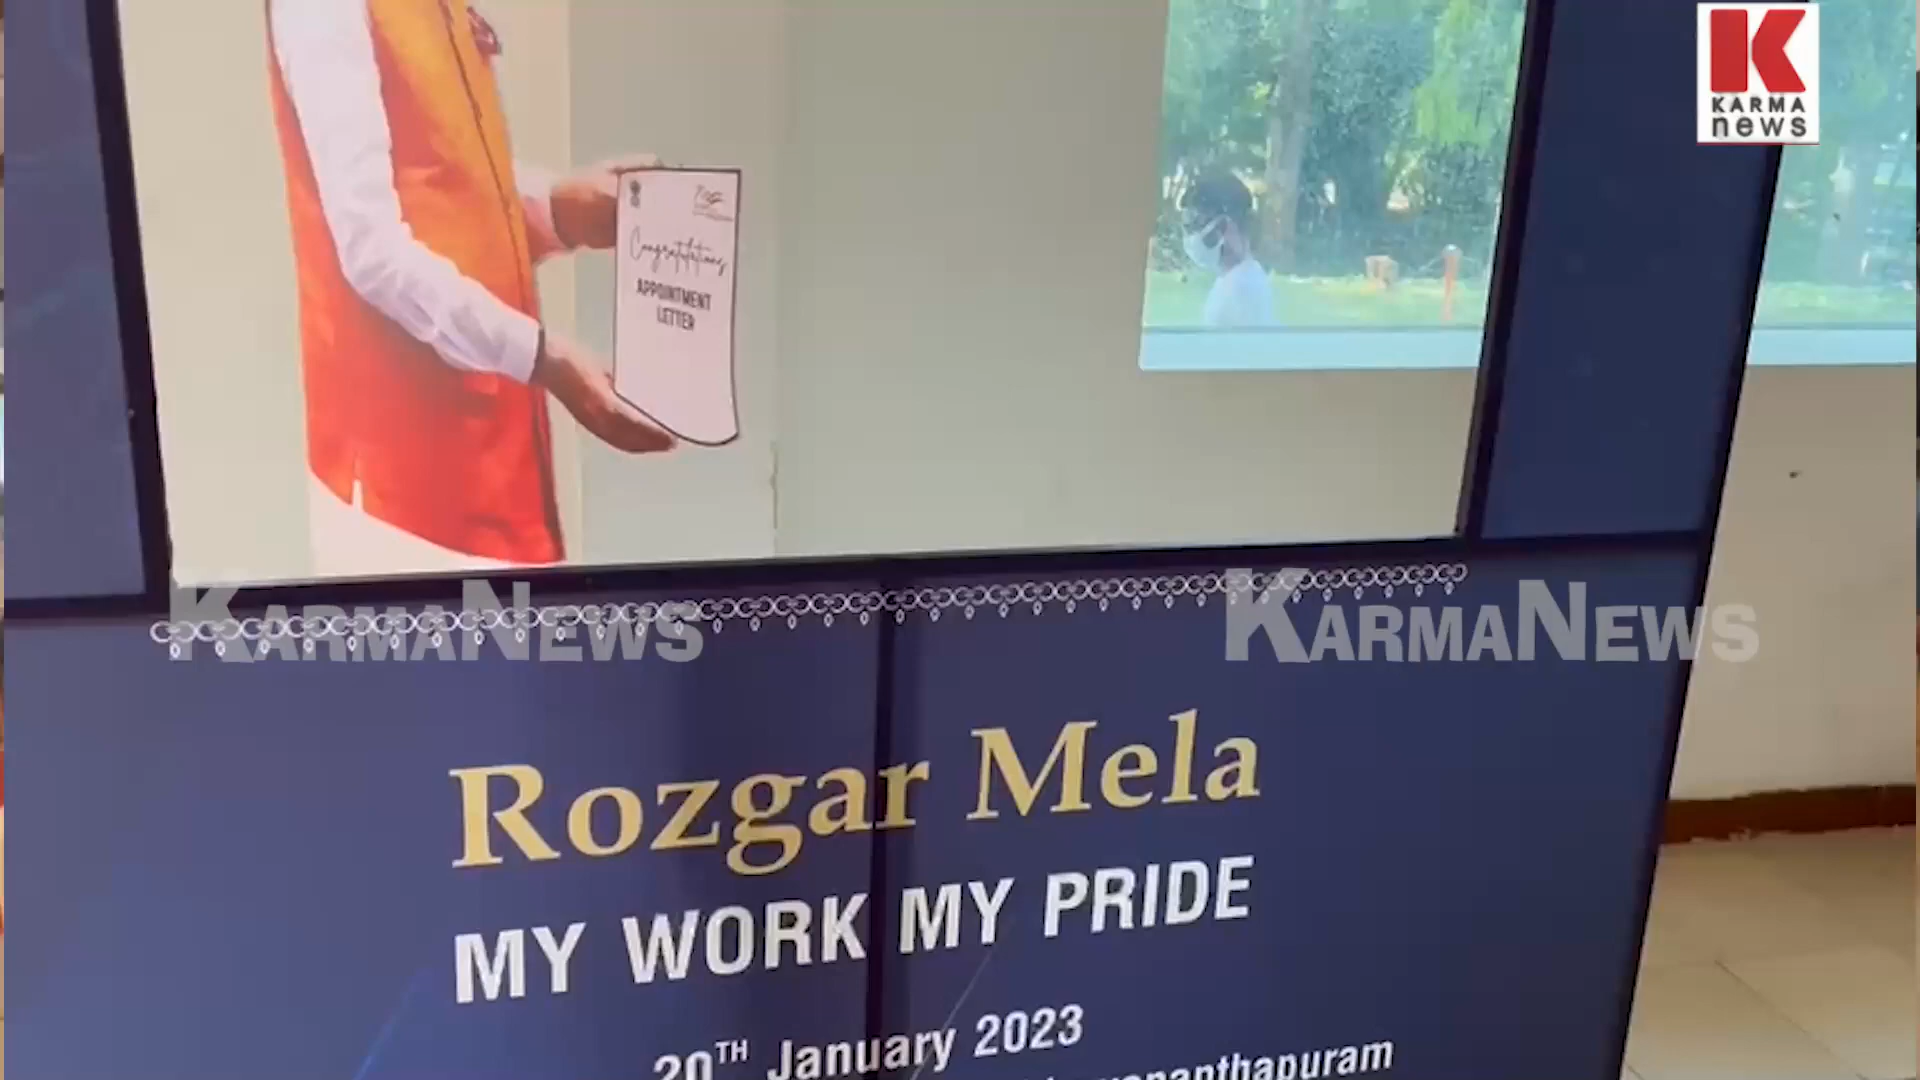 K
KARMA
news
Congratulations
APPOINTMENT
LETTER
KARMANEWS KARMANEWS
Rozgar Mela
MY WORK MY PRIDE
20TH January 2023